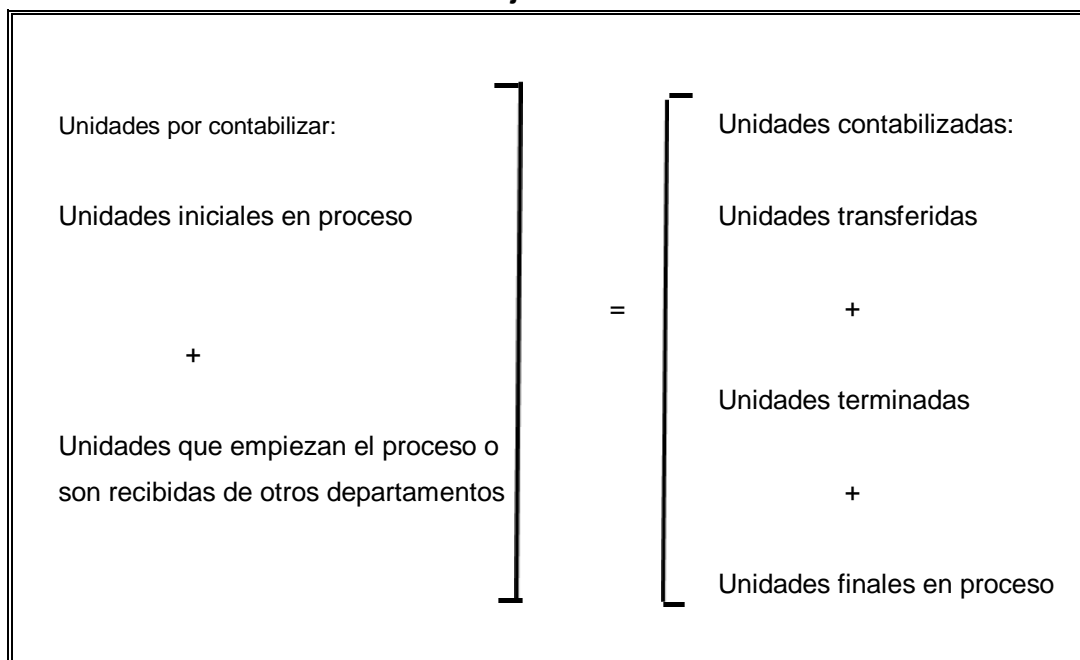 Unidades por contabilizar:
Unidades iniciales en proceso
+
Unidades que empiezan el proceso o
son recibidas de otros departamentos
=
Unidades contabilizadas:
Unidades transferidas
+
Unidades terminadas
+
Unidades finales en proceso